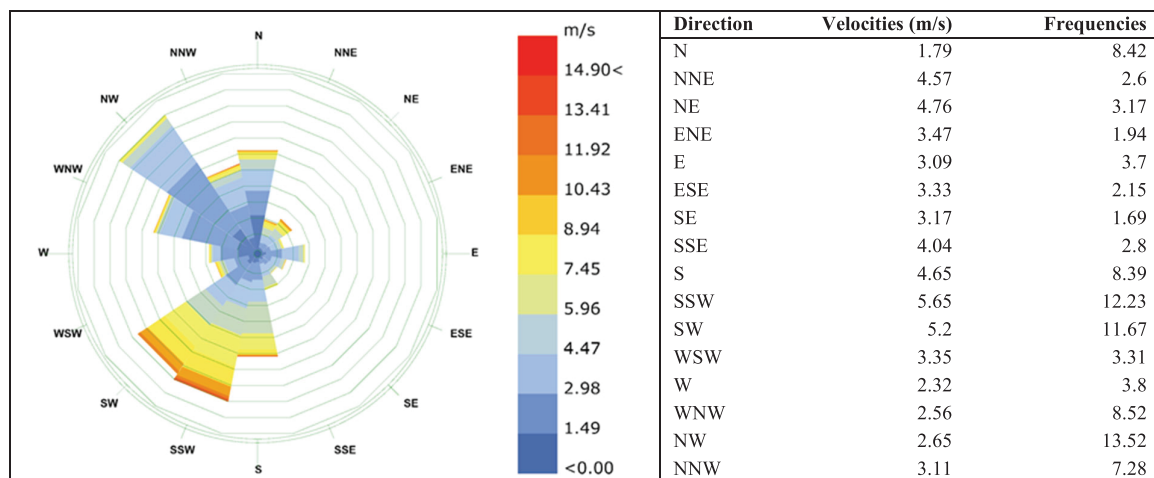 N
NNE
NE
ENE
E
ESE
SE
SSE
S
SSW
SW
WSW
W
WNW
NW
NNW
m/s
14.90<
13.41
11.92
10.43
8.94
7.45
5.96
4.47
2.98
1.49
<0.00
Direction Velocities (m/s) Frequencies
N 1.79 8.42
NNE 4.57 2.6
NE 4.76 3.17
ENE 3.47 1.94
E 3.09 3.7
ESE 3.33 2.15
SE 3.17 1.69
SSE 4.04 2.8
S 4.65 8.39
SSW 5.65 12.23
SW 5.2 11.67
WSW 3.35 3.31
W 2.32 3.8
WNW 2.56 8.52
NW 2.65 13.52
NNW 3.11 7.28